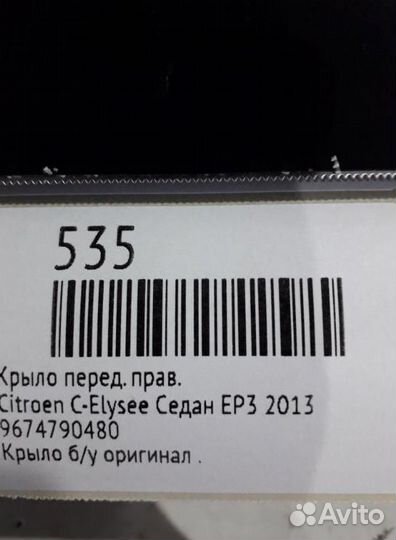 535
Крыло перед. прав.
Citroen C-Elysee Седан EP3 2013
9674790480
Крыло б/у оригинал .
Avito